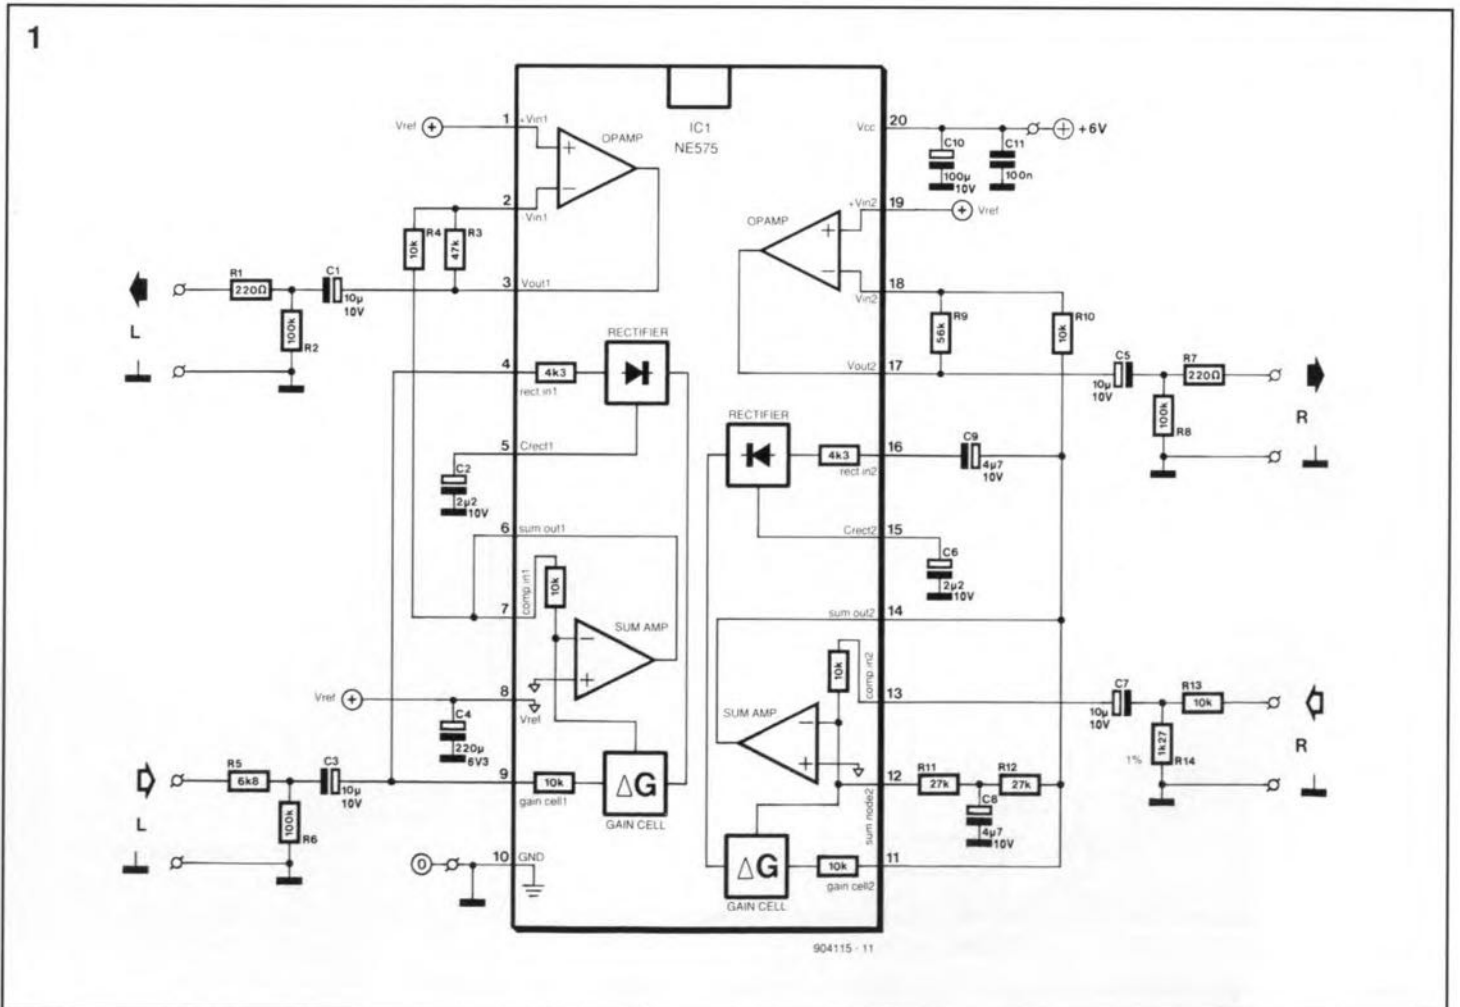 1
IC1
NE575
Vref
1
+Vin1
OPAMP
2
-Vin1
R4
10k
R3
47k
3
Vout1
R1
220Ω
C1
10µ
10V
L
100k
R2
RECTIFIER
4
4k3
rect in1
5
Crect1
C2
2µ2
10V
6
sum out1
comp in1
10k
7
SUM AMP
Vref
8
Vref
C4
220µ
6V3
R5
6k8
C3
10µ
10V
9
10k
gain cell1
ΔG
GAIN CELL
L
100k
R6
0
10
GND
Vcc
20
+6V
C10
100µ
10V
C11
100n
+Vin2
19
Vref
OPAMP
18
Vin2
R9
56k
R10
10k
Vout2
17
C5
10µ
10V
R7
220Ω
100k
R8
R
RECTIFIER
4k3
16
rect in2
C9
4µ7
10V
Crect2
15
C6
2µ2
10V
sum out2
14
10k
comp in2
13
SUM AMP
C7
10µ
10V
R13
10k
1k27
1%
R14
R
12
sum node2
R11
27k
R12
27k
C8
4µ7
10V
ΔG
10k
11
gain cell2
GAIN CELL
904115 - 11